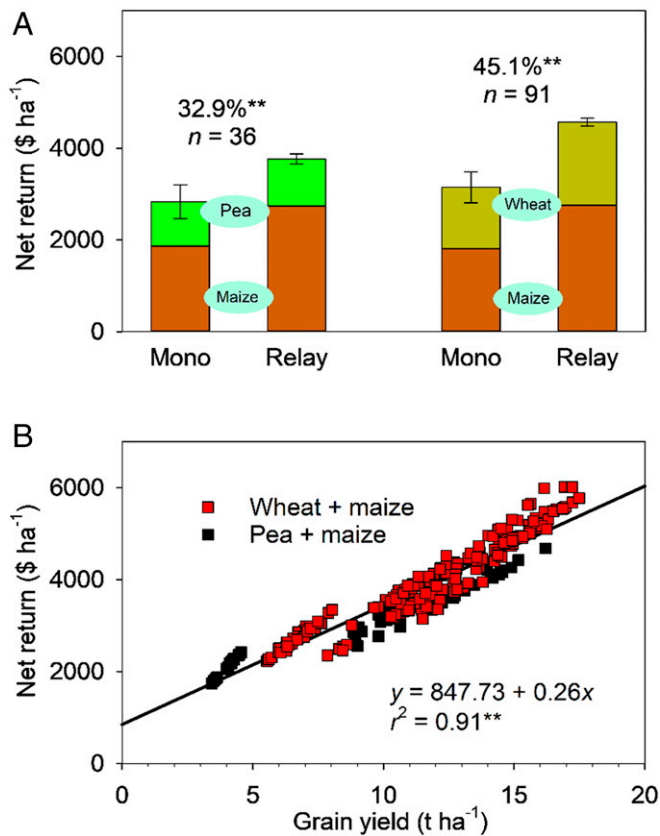 A
Net return ($ ha⁻¹)
6000
4000
2000
0
32.9%**
n = 36
45.1%**
n = 91
Pea
Maize
Wheat
Maize
Mono
Relay
Mono
Relay
B
Net return ($ ha⁻¹)
6000
4000
2000
0
Wheat + maize
Pea + maize
y = 847.73 + 0.26x
r² = 0.91**
0
5
10
15
20
Grain yield (t ha⁻¹)